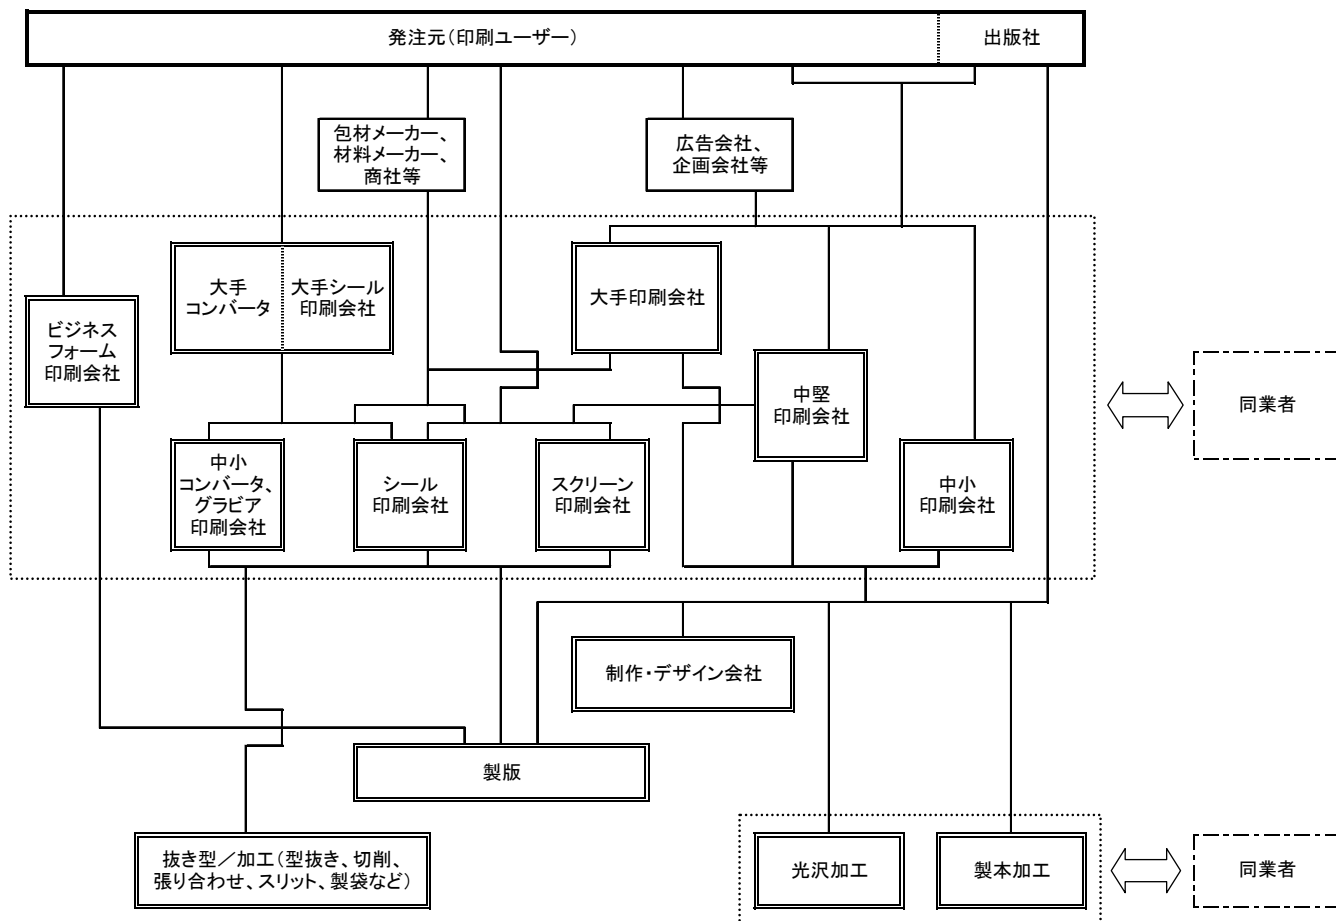 発注元(印刷ユーザー)
出版社
包材メーカー、
材料メーカー、
商社等
広告会社、
企画会社等
大手
コンバータ
大手シール
印刷会社
大手印刷会社
ビジネス
フォーム
印刷会社
中堅
印刷会社
同業者
中小
コンバータ、
グラビア
印刷会社
シール
印刷会社
スクリーン
印刷会社
中小
印刷会社
制作・デザイン会社
製版
抜き型/加工(型抜き、切削、
張り合わせ、スリット、製袋など)
光沢加工
製本加工
同業者